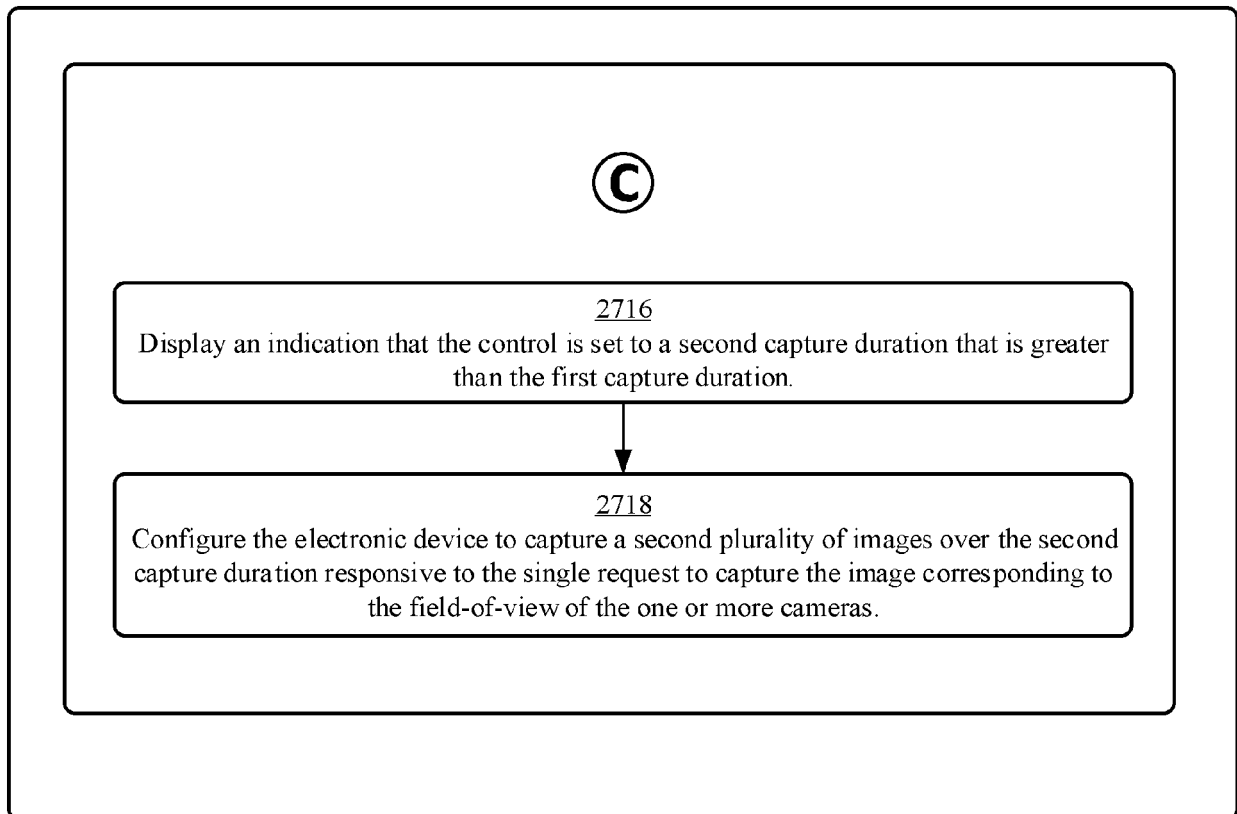 C
2716
Display an indication that the control is set to a second capture duration that is greater
than the first capture duration.
2718
Configure the electronic device to capture a second plurality of images over the second
capture duration responsive to the single request to capture the image corresponding to
the field-of-view of the one or more cameras.